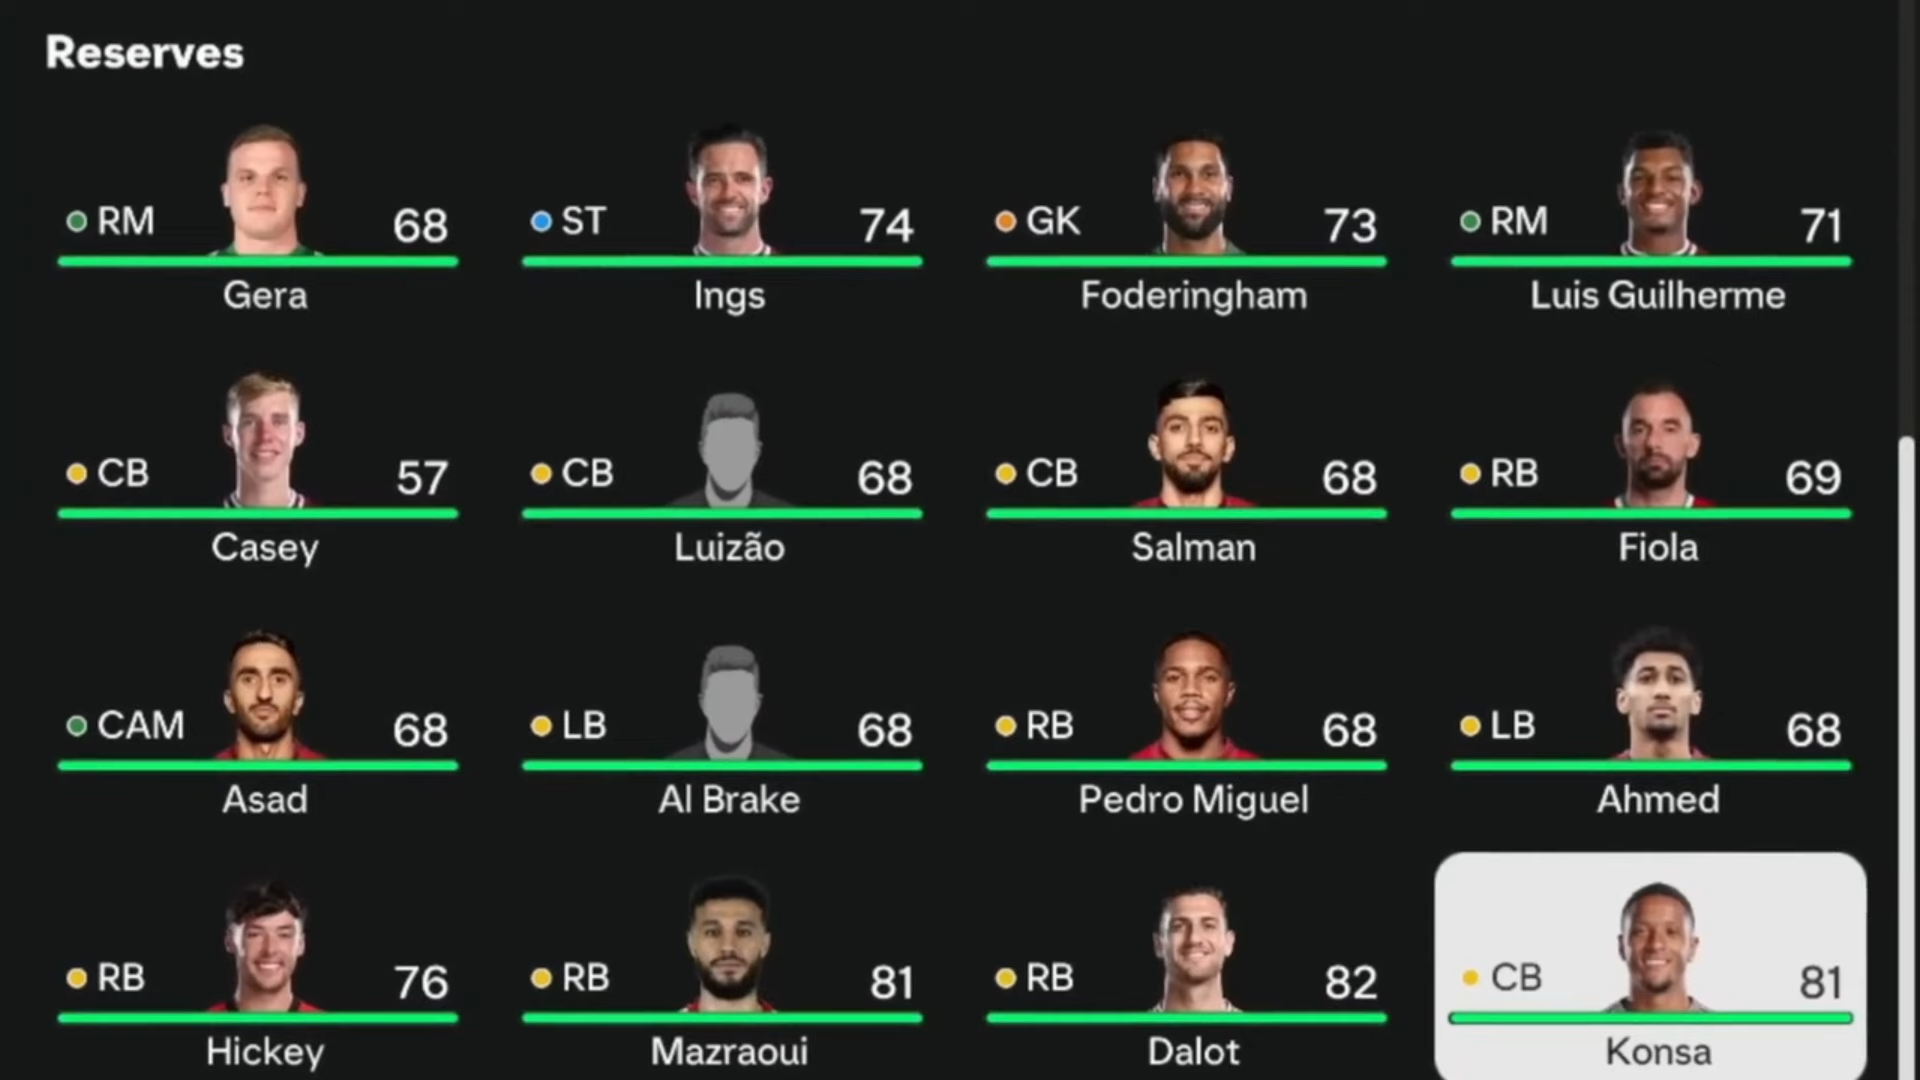 Reserves
RM 68 ST 74 GK 73 RM 71
Gera Ings Foderingham Luis Guilherme
CB 57 CB 68 CB 68 RB 69
Casey Luizão Salman Fiola
CAM 68 LB 68 RB 68 LB 68
Asad Al Brake Pedro Miguel Ahmed
RB 76 RB 81 RB 82 CB 81
Hickey Mazraoui Dalot Konsa